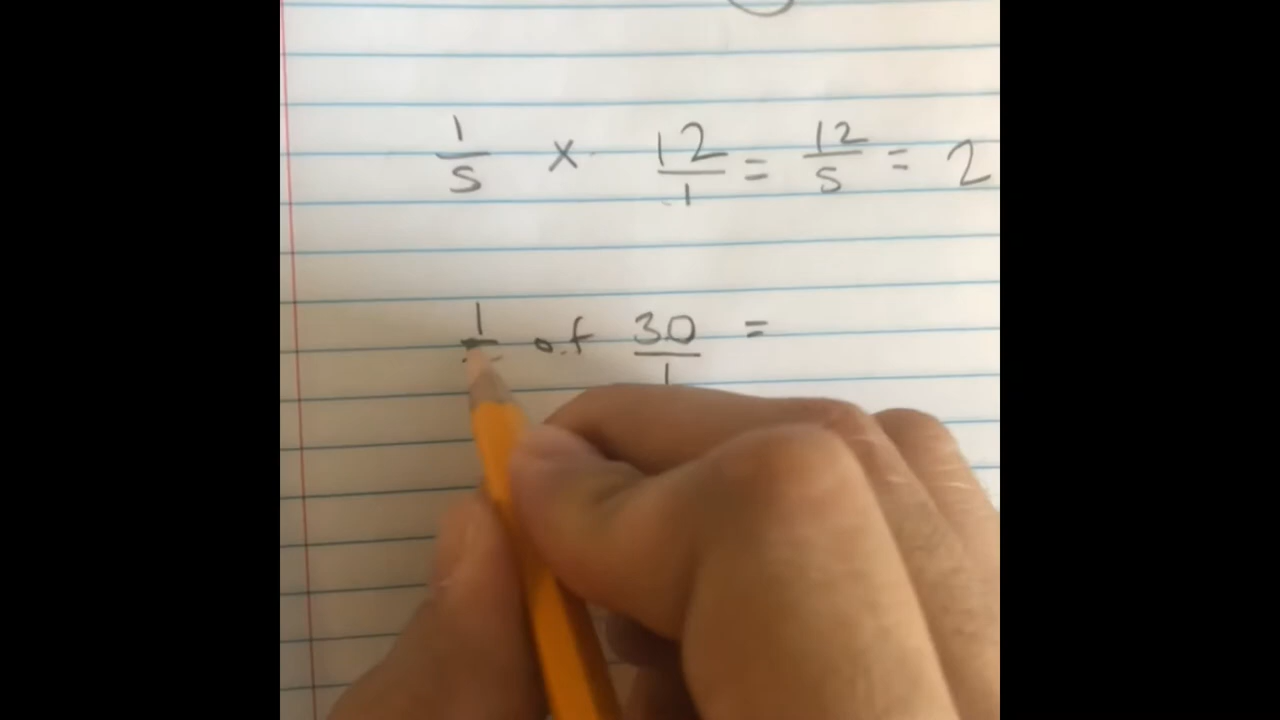 1/5 x 12/1 = 12/5 = 2
1/ of 30/1 =